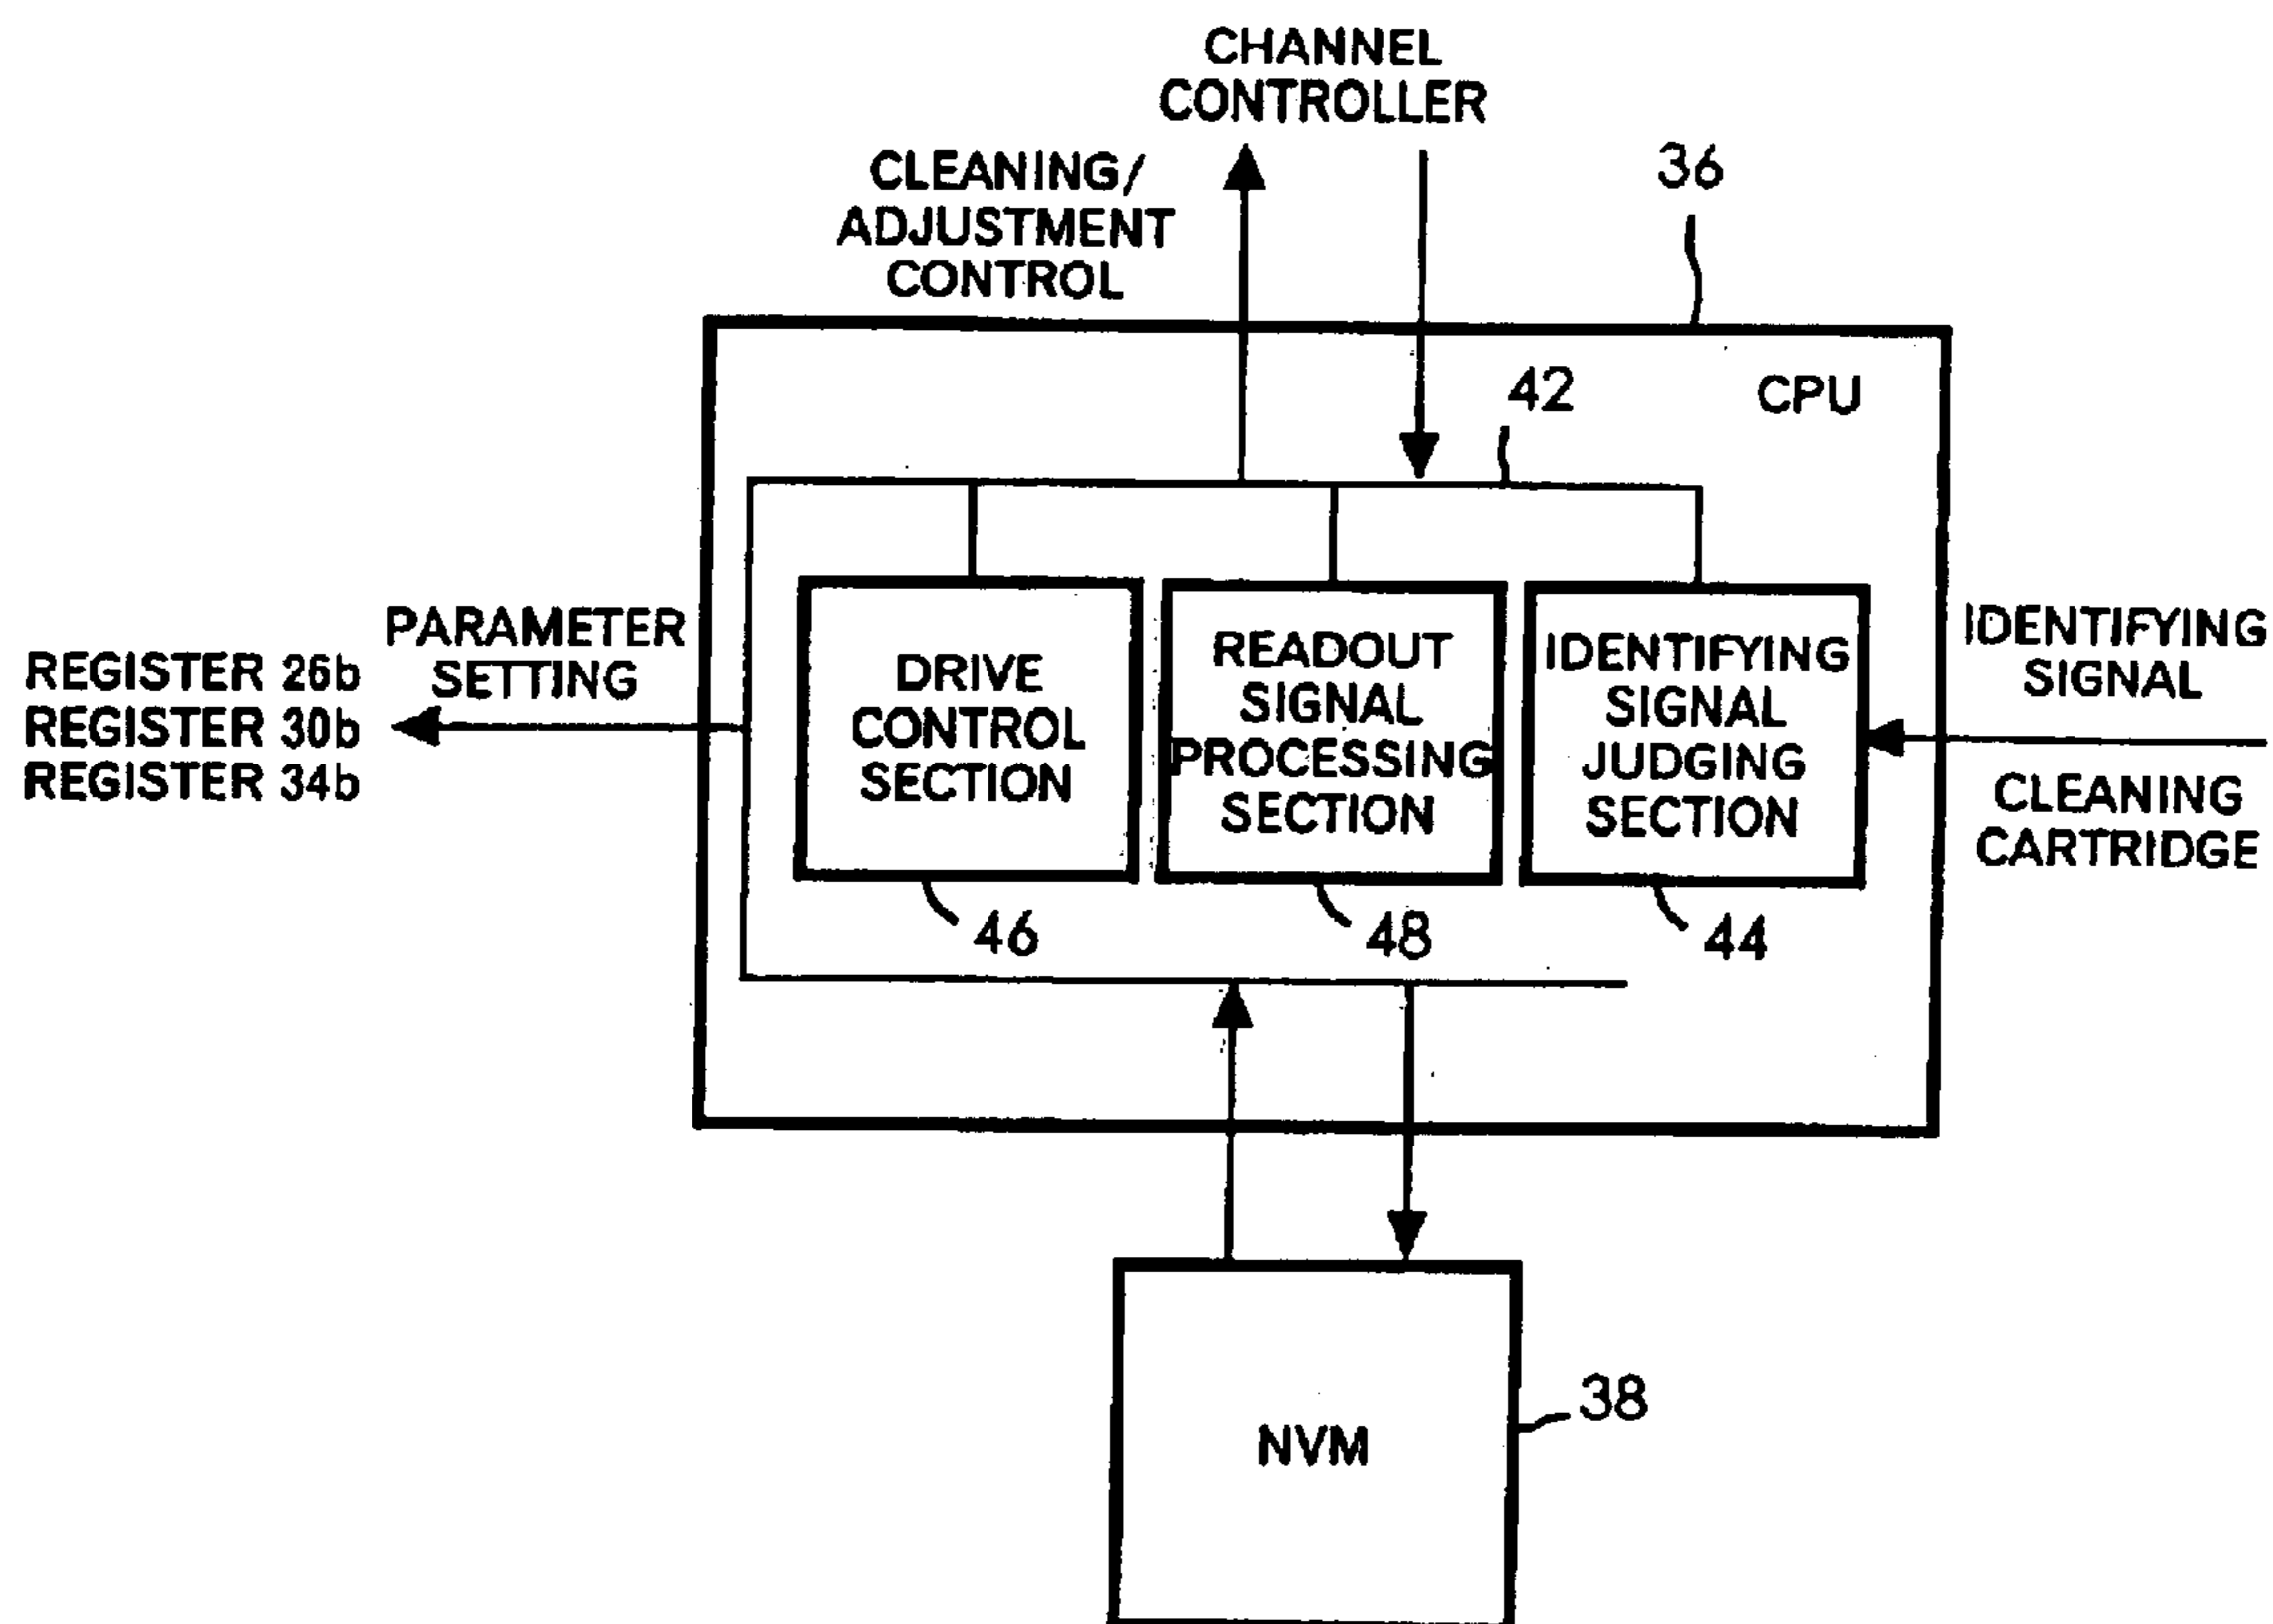 CHANNEL
CONTROLLER
CLEANING/
ADJUSTMENT
CONTROL
36
42
CPU
PARAMETER
SETTING
REGISTER 26b
REGISTER 30b
REGISTER 34b
DRIVE
CONTROL
SECTION
READOUT
SIGNAL
PROCESSING
SECTION
IDENTIFYING
SIGNAL
JUDGING
SECTION
IDENTIFYING
SIGNAL
CLEANING
CARTRIDGE
46
48
44
38
NVM